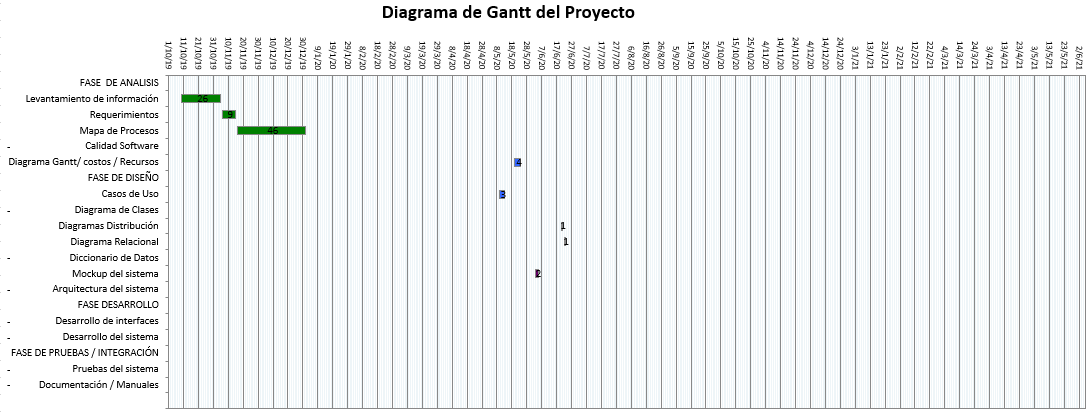 Diagrama de Gantt del Proyecto
1/10/19 11/10/19 21/10/19 31/10/19 10/11/19 20/11/19 30/11/19 10/12/19 20/12/19 30/12/19 9/1/20 19/1/20 29/1/20 8/2/20 18/2/20 28/2/20 9/3/20 19/3/20 29/3/20 8/4/20 18/4/20 28/4/20 8/5/20 18/5/20 28/5/20 7/6/20 17/6/20 27/6/20 7/7/20 17/7/20 27/7/20 6/8/20 16/8/20 26/8/20 5/9/20 15/9/20 25/9/20 5/10/20 15/10/20 25/10/20 4/11/20 14/11/20 24/11/20 4/12/20 14/12/20 24/12/20 3/1/21 13/1/21 23/1/21 2/2/21 12/2/21 22/2/21 4/3/21 14/3/21 24/3/21 3/4/21 13/4/21 23/4/21 3/5/21 13/5/21 23/5/21 2/6/21
FASE DE ANALISIS
Levantamiento de información 26
Requerimientos 9
Mapa de Procesos 46
- Calidad Software
Diagrama Gantt/ costos / Recursos 4
FASE DE DISEÑO
Casos de Uso 3
- Diagrama de Clases
Diagramas Distribución 1
Diagrama Relacional 1
- Diccionario de Datos
Mockup del sistema 2
- Arquitectura del sistema
FASE DESARROLLO
- Desarrollo de interfaces
- Desarrollo del sistema
FASE DE PRUEBAS / INTEGRACIÓN
- Pruebas del sistema
- Documentación / Manuales